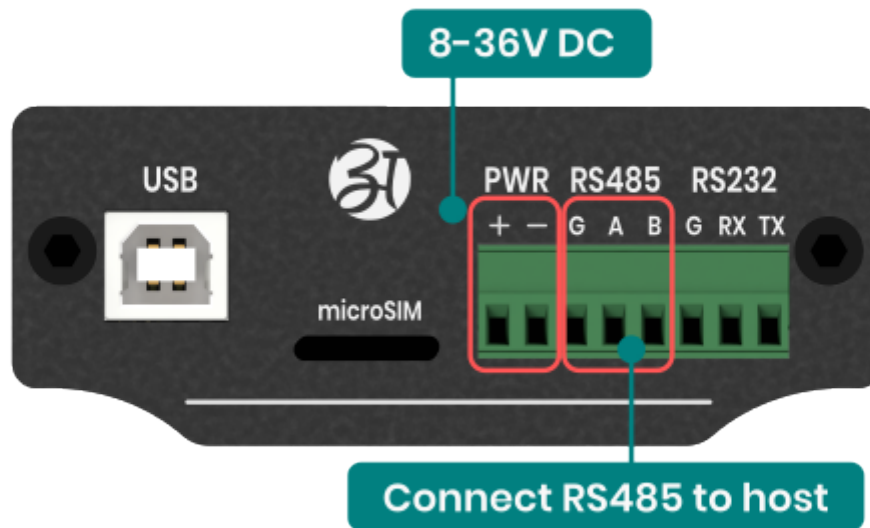 8-36V DC
USB
अ
PWR RS485 RS232
+ − G A B G RX TX
microSIM
Connect RS485 to host